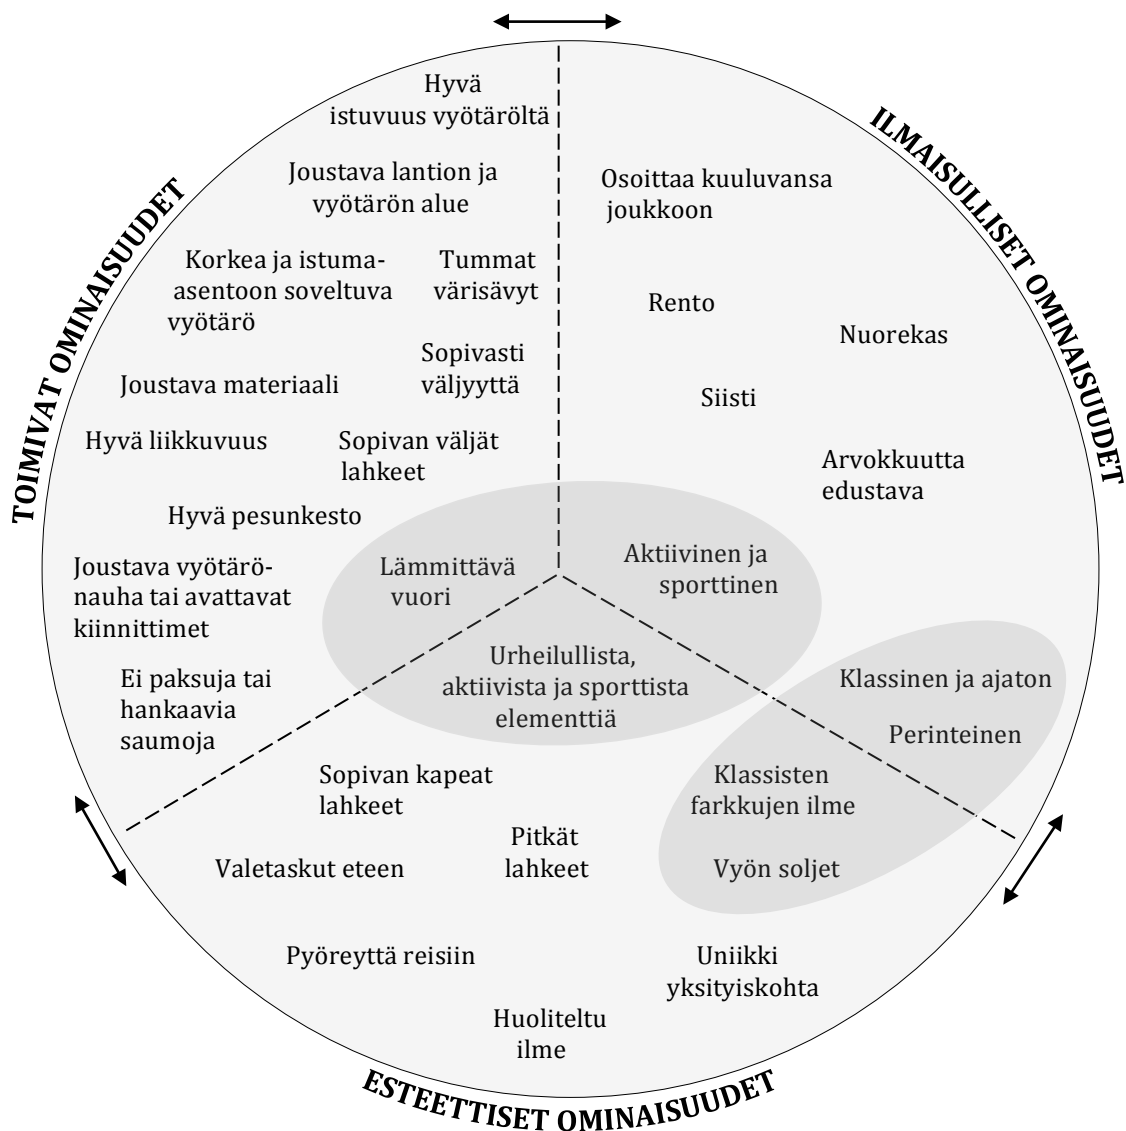 TOIMIVAT OMINAISUUDET
Hyvä
istuvuus vyötäröltä
Joustava lantion ja
vyötärön alue
Korkea ja istuma-
asentoon soveltuva
vyötärö
Tummat
värisävyt
Sopivasti
väljyyttä
Joustava materiaali
Hyvä liikkuvuus
Sopivan väljät
lahkeet
Hyvä pesunkesto
Joustava vyötärö-
nauha tai avattavat
kiinnittimet
Lämmittävä
vuori
Ei paksuja tai
hankaavia
saumoja
ILMAISULLISET OMINAISUUDET
Osoittaa kuuluvansa
joukkoon
Rento
Nuorekas
Siisti
Arvokkuutta
edustava
Aktiivinen ja
sporttinen
Klassinen ja ajaton
Perinteinen
Urheilullista,
aktiivista ja sporttista
elementtiä
Sopivan kapeat
lahkeet
Klassisten
farkkujen ilme
Pitkät
lahkeet
Valetaskut eteen
Vyön soljet
Pyöreyttä reisiin
Uniikki
yksityiskohta
Huoliteltu
ilme
ESTEETTISET OMINAISUUDET